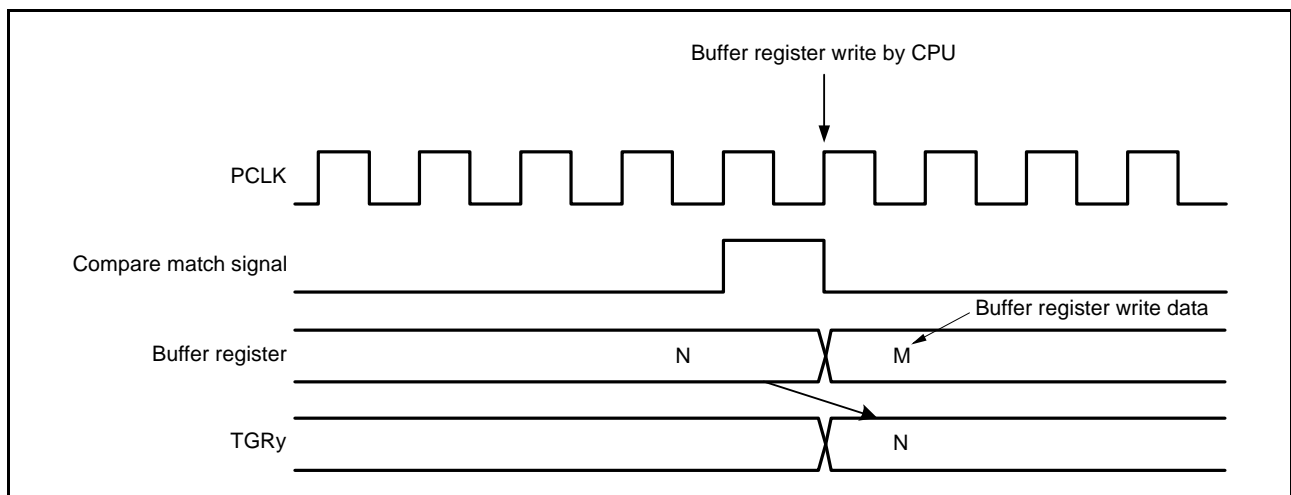 Buffer register write by CPU
PCLK
Compare match signal
Buffer register write data
Buffer register
N
M
TGRy
N